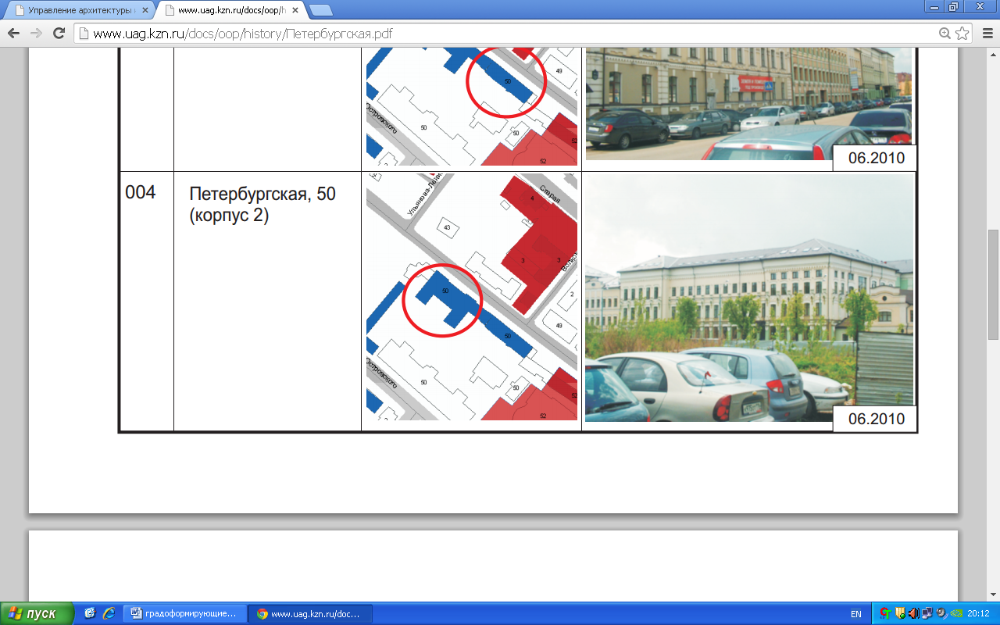 Управление архитектуры
www.uag.kzn.ru/docs/oop/h
www.uag.kzn.ru/docs/oop/history/Петербургская.pdf
49
50
Островского
50
50
52
52
06.2010
004
Петербургская, 50
(корпус 2)
Ульянова-Лени
Старая
4
43
3
3
Волко
50
2
49
50
Островского
50
50
52
52
06.2010
пуск
градоформирующие...
www.uag.kzn.ru/doc...
EN
20:12